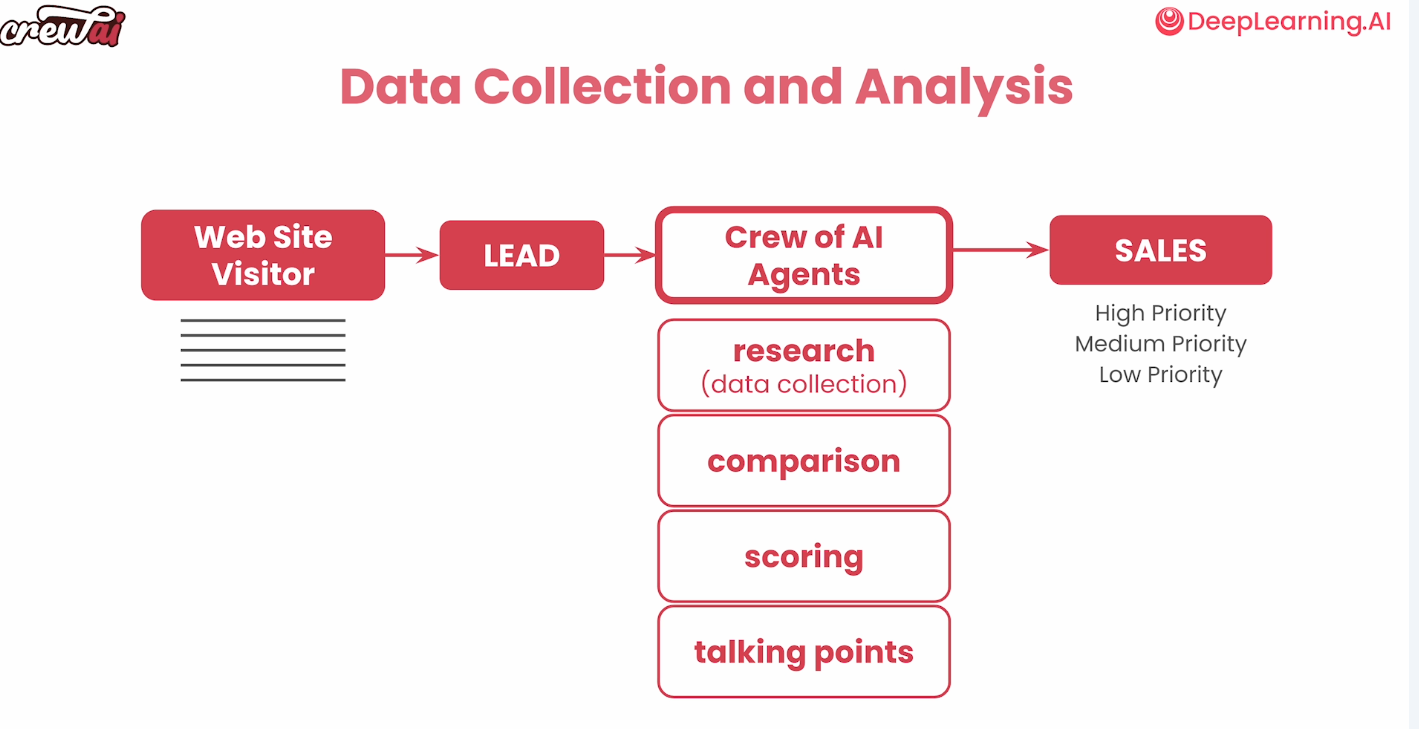 crewai
DeepLearning.AI
Data Collection and Analysis
Web Site
Visitor
LEAD
Crew of AI
Agents
research
(data collection)
comparison
scoring
talking points
SALES
High Priority
Medium Priority
Low Priority